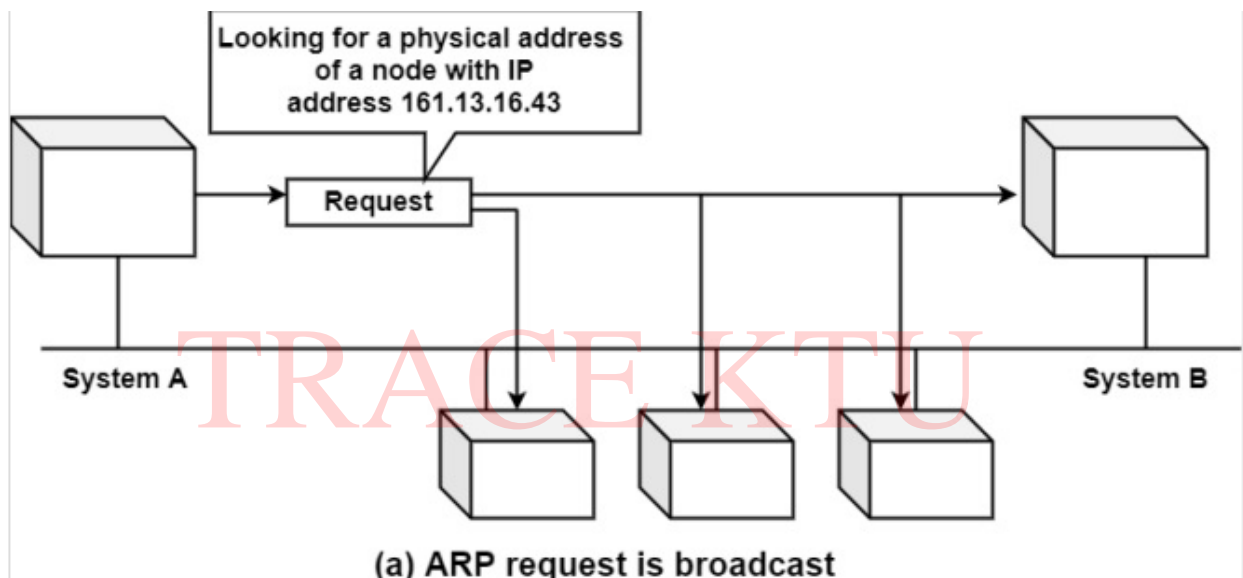 Looking for a physical address
of a node with IP
address 161.13.16.43
Request
TRACE KTU
System A
System B
(a) ARP request is broadcast